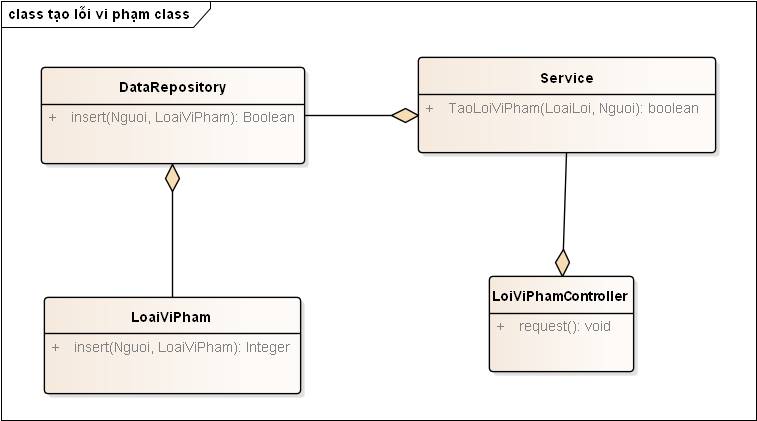 class tạo lỗi vi phạm class
DataRepository
+ insert(Nguoi, LoaiViPham): Boolean
Service
+ TaoLoiViPham(LoaiLoi, Nguoi): boolean
LoaiViPham
+ insert(Nguoi, LoaiViPham): Integer
LoiViPhamController
+ request(): void